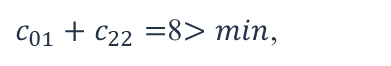 c₀₁ + c₂₂ =8> min,